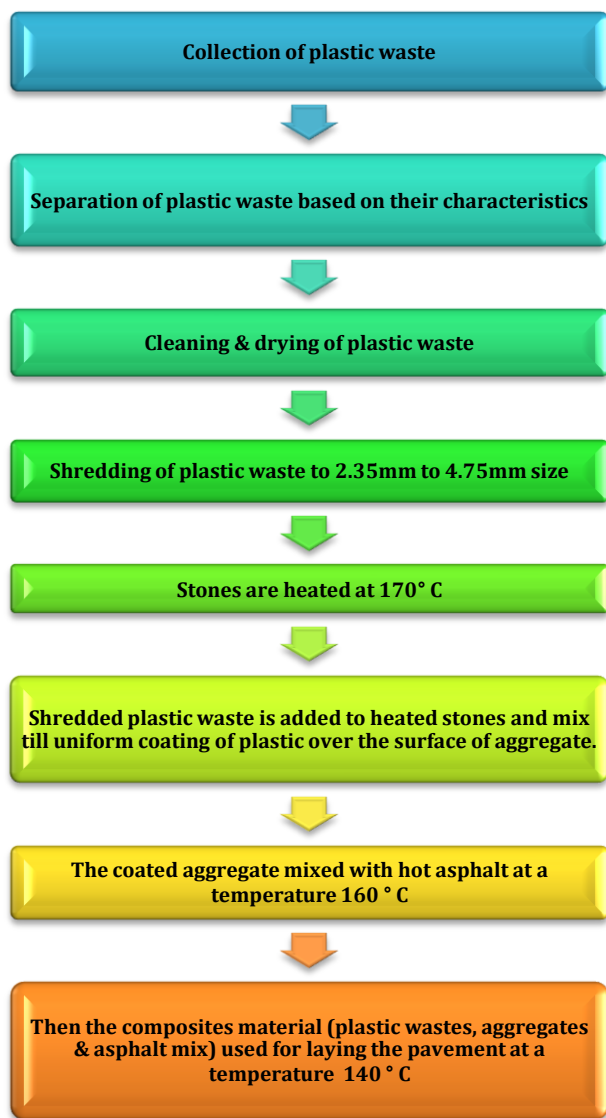 Collection of plastic waste
Separation of plastic waste based on their characteristics
Cleaning & drying of plastic waste
Shredding of plastic waste to 2.35mm to 4.75mm size
Stones are heated at 170° C
Shredded plastic waste is added to heated stones and mix
till uniform coating of plastic over the surface of aggregate.
The coated aggregate mixed with hot asphalt at a
temperature 160 ° C
Then the composites material (plastic wastes, aggregates
& asphalt mix) used for laying the pavement at a
temperature 140 ° C